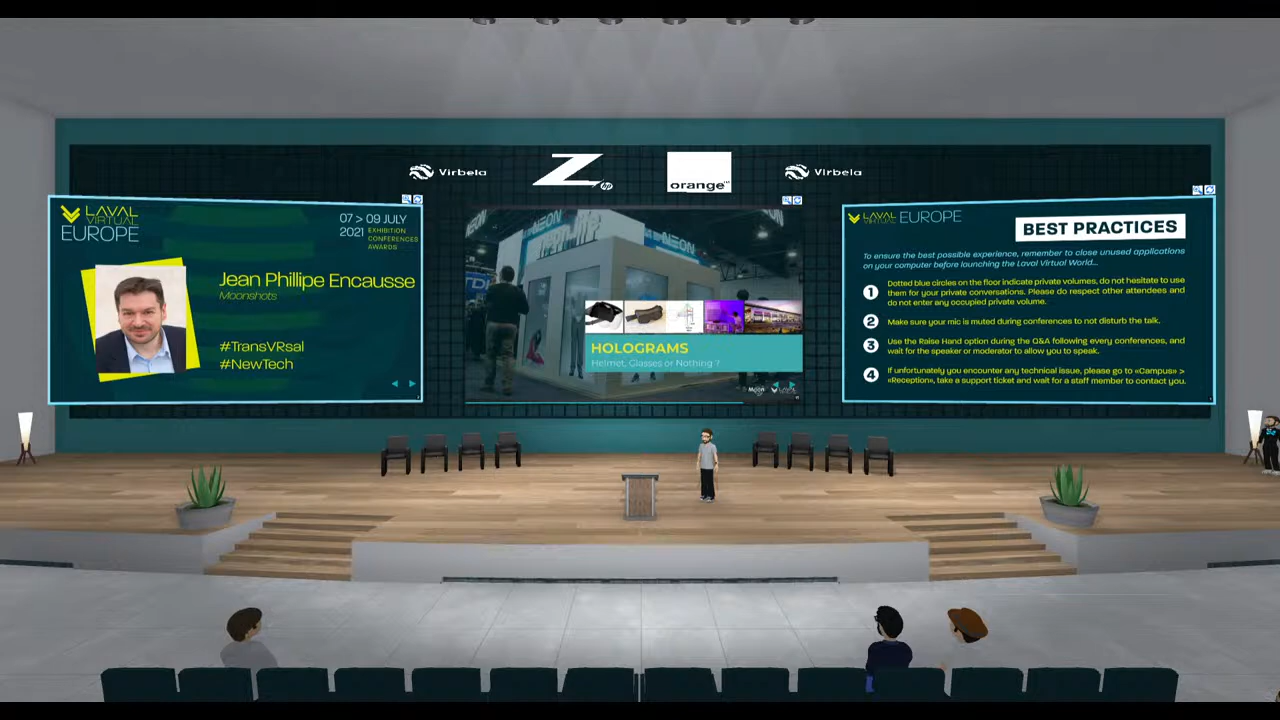 Virbela
Z
hp
orange™
Virbela
LAVAL
VIRTUAL
EUROPE
07 > 09 JULY
2021 EXHIBITION
CONFERENCES
AWARDS
Jean Phillipe Encausse
Moonshots
#TransVRsal
#NewTech
NEON
NEON
HOLOGRAMS
Helmet, Glasses or Nothing ?
Moon
LAVAL
LAVAL
VIRTUAL
EUROPE
BEST PRACTICES
To ensure the best possible experience, remember to close unused applications
on your computer before launching the Laval Virtual World...
1 Dotted blue circles on the floor indicate private volumes, do not hesitate to use
them for your private conversations. Please do respect other attendees and
do not enter any occupied private volume.
2 Make sure your mic is muted during conferences to not disturb the talk.
3 Use the Raise Hand option during the Q&A following every conferences, and
wait for the speaker or moderator to allow you to speak.
4 If unfortunately you encounter any technical issue, please go to «Campus» >
«Reception», take a support ticket and wait for a staff member to contact you.